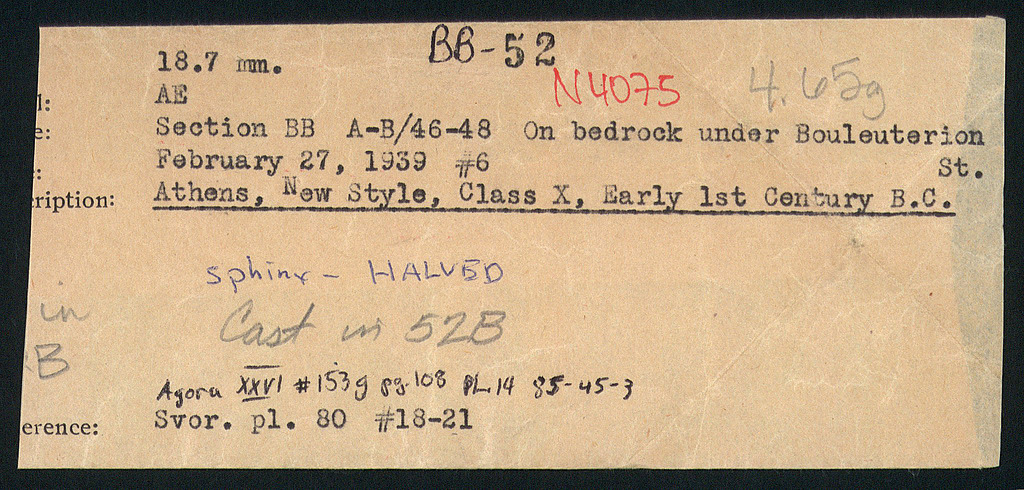 BB-52
18.7 mm.
N4075 4.65g
l: AE
e: Section BB A-B/46-48 On bedrock under Bouleuterion
: February 27, 1939 #6 St.
ription: Athens, New Style, Class X, Early 1st Century B.C.
sphinx - HALVED
in
Cast in 52B
B
Agora XXVI #153g pg. 108 PL. 14 85-45-3
erence: Svor. pl. 80 #18-21